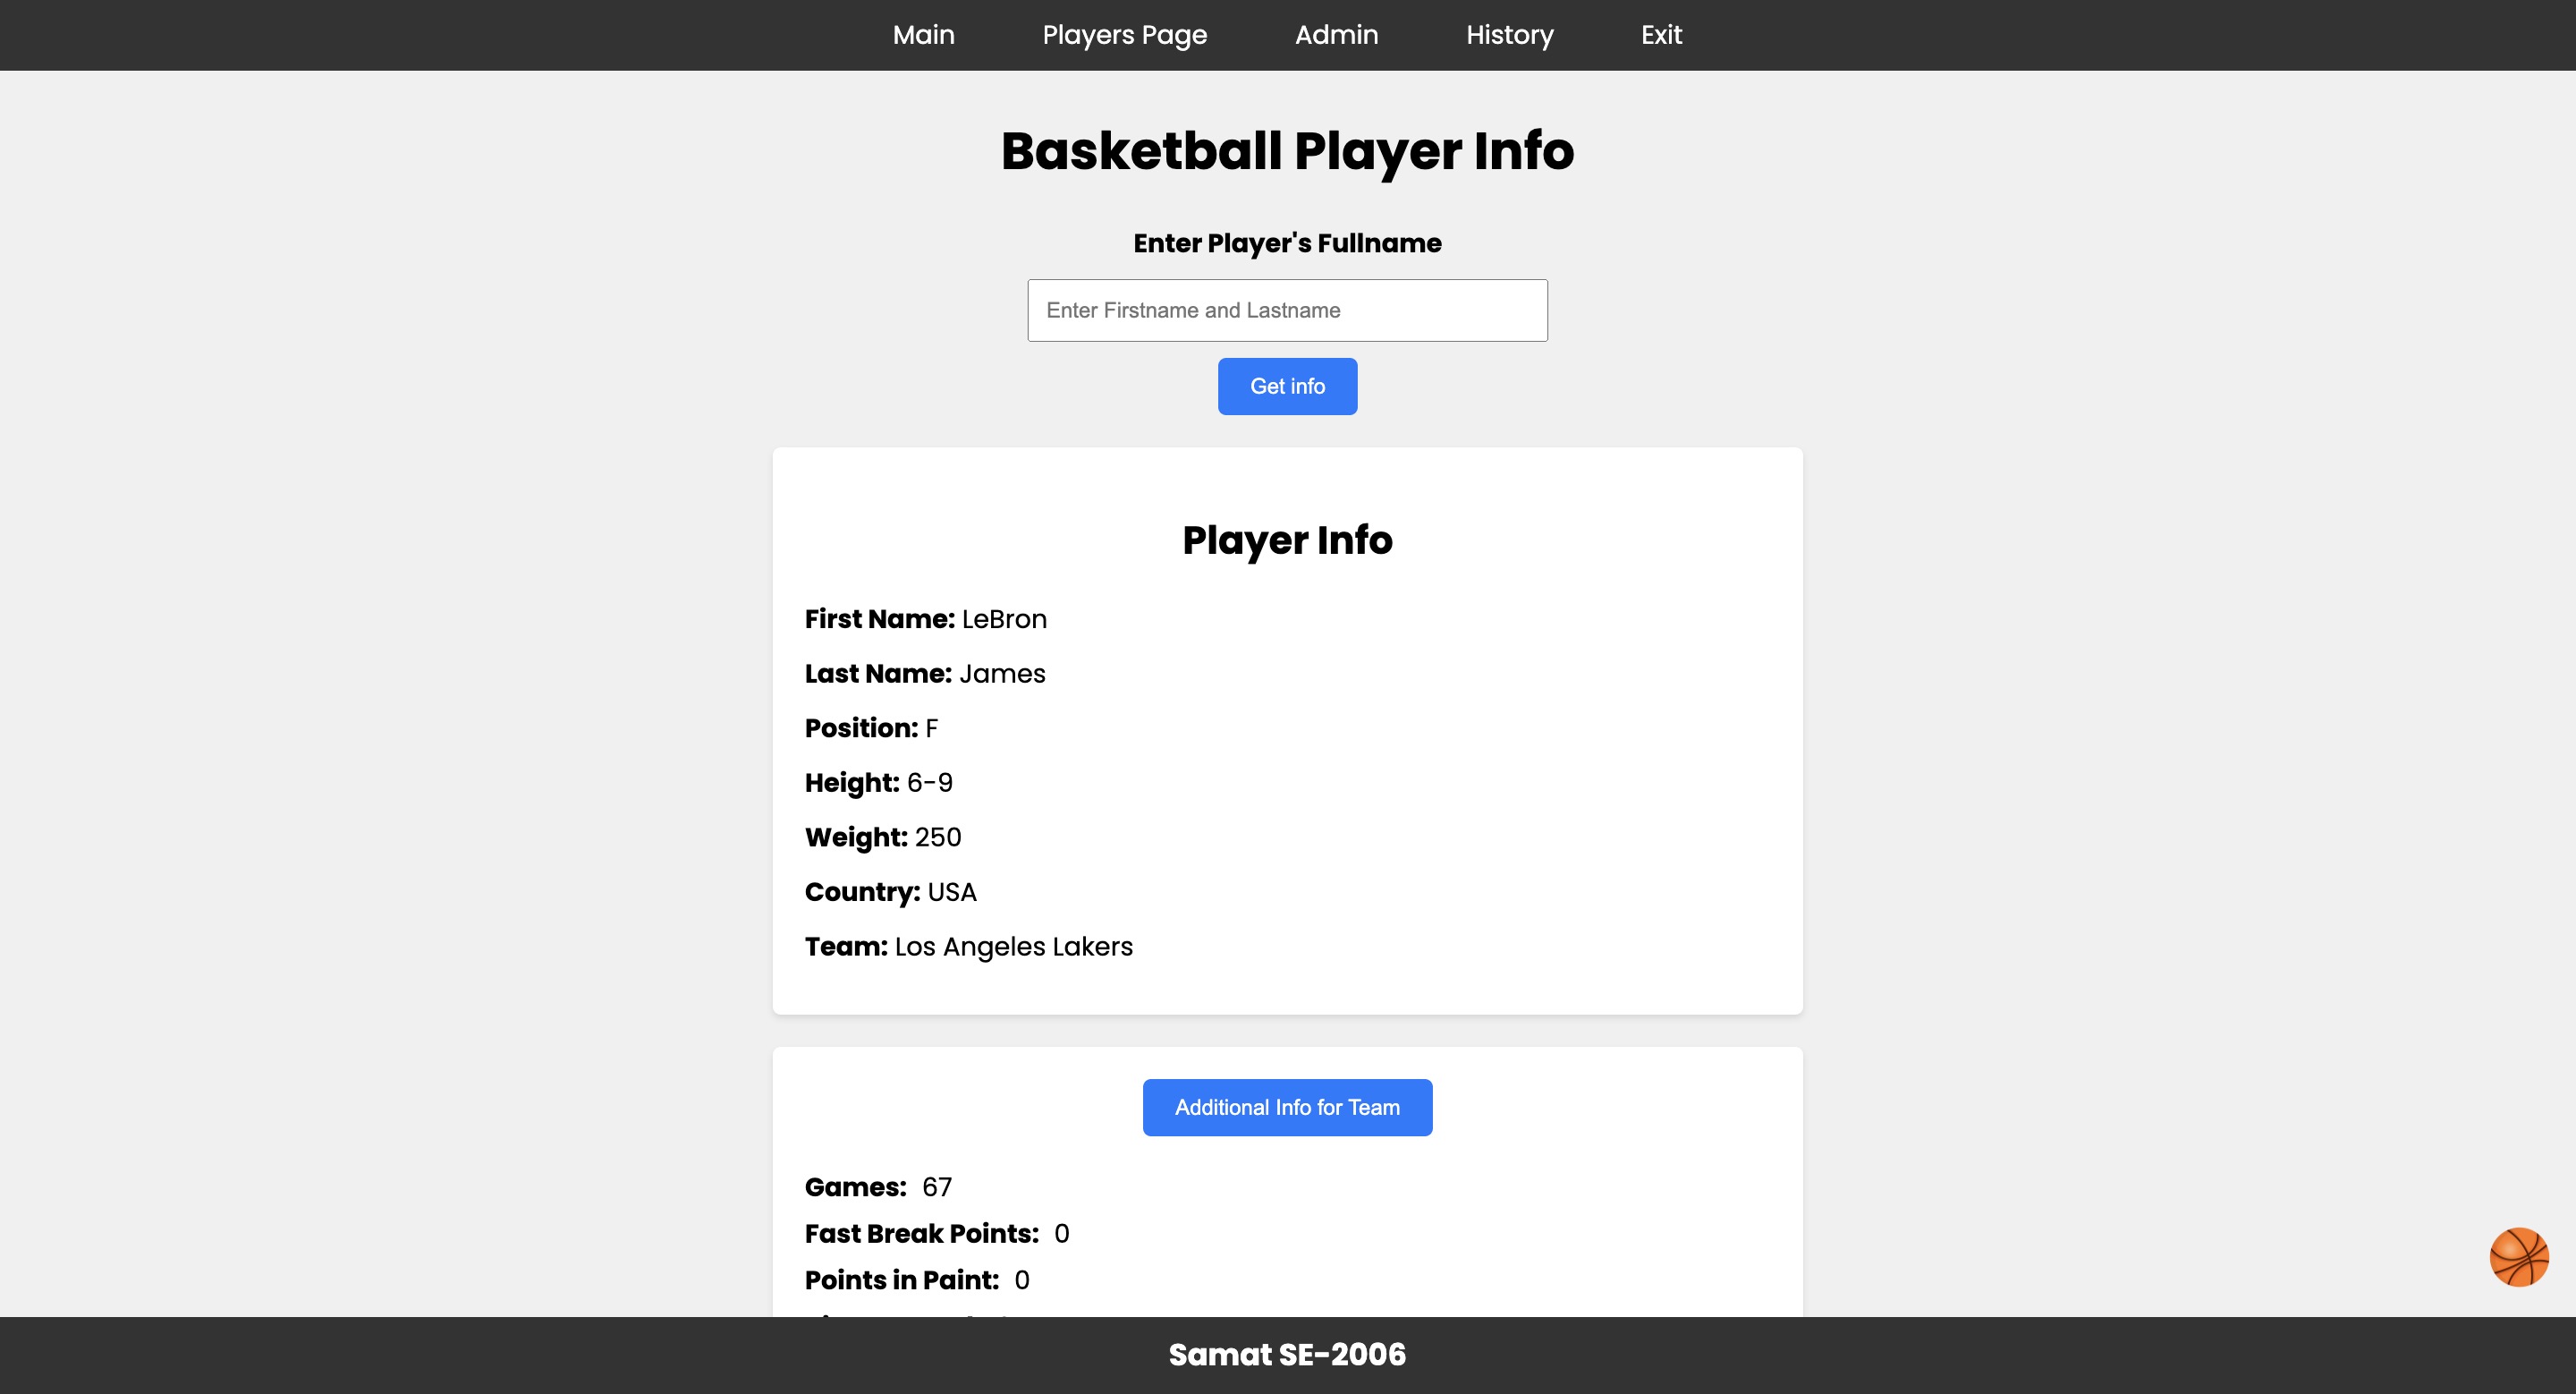 Main Players Page Admin History Exit
Basketball Player Info
Enter Player's Fullname
Enter Firstname and Lastname
Get info
Player Info
First Name: LeBron
Last Name: James
Position: F
Height: 6-9
Weight: 250
Country: USA
Team: Los Angeles Lakers
Additional Info for Team
Games: 67
Fast Break Points: 0
Points in Paint: 0
Samat SE-2006